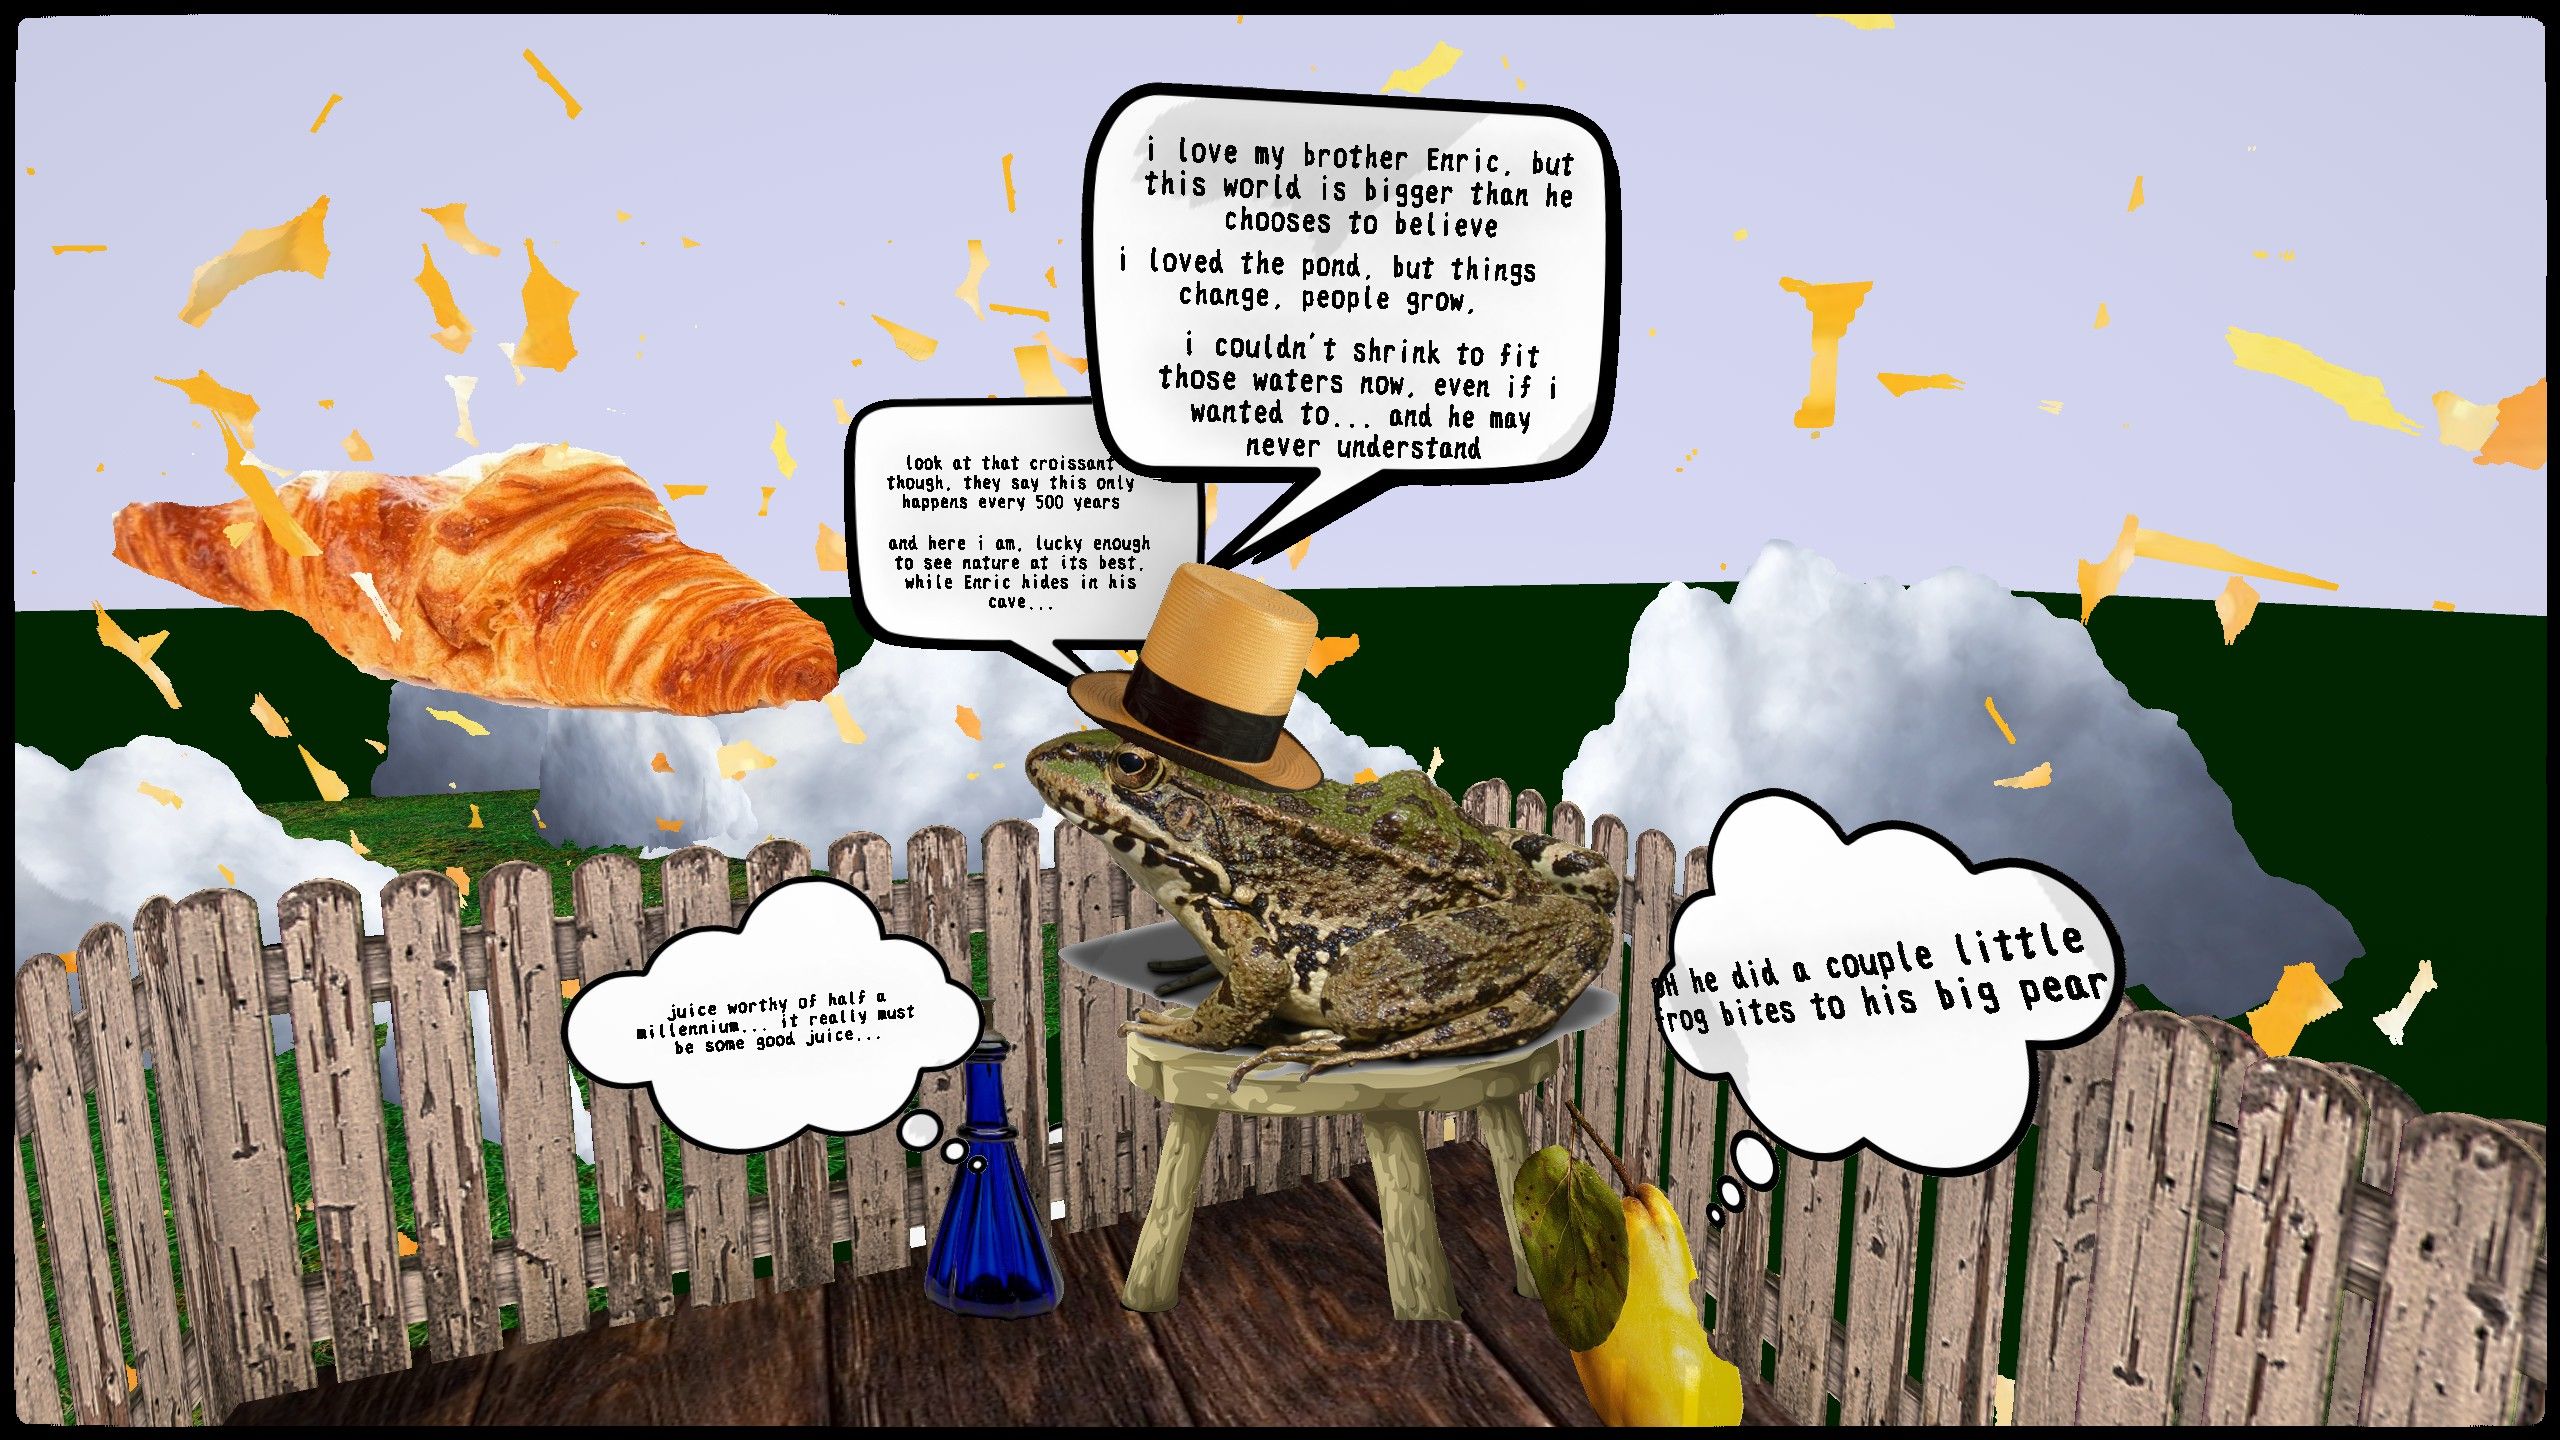 i love my brother Enric, but
this world is bigger than he
chooses to believe
i loved the pond, but things
change, people grow,
i couldn't shrink to fit
those waters now, even if i
wanted to... and he may
never understand
look at that croissant
though, they say this only
happens every 500 years
and here i am, lucky enough
to see nature at its best,
while Enric hides in his
cave...
juice worthy of half a
millennium... it really must
be some good juice...
OH he did a couple little
frog bites to his big pear